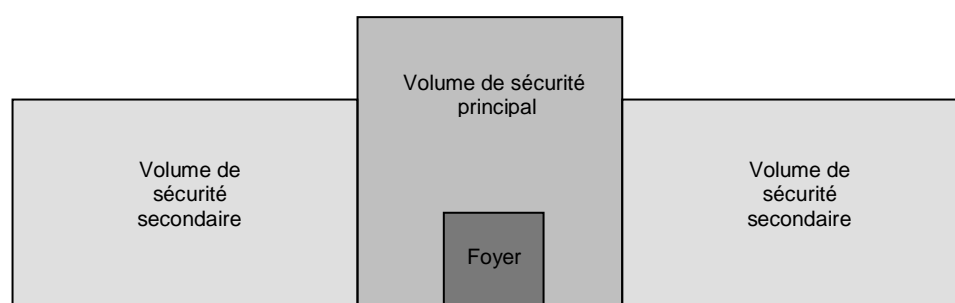 Volume de sécurité
principal
Volume de
sécurité
secondaire
Foyer
Volume de
sécurité
secondaire